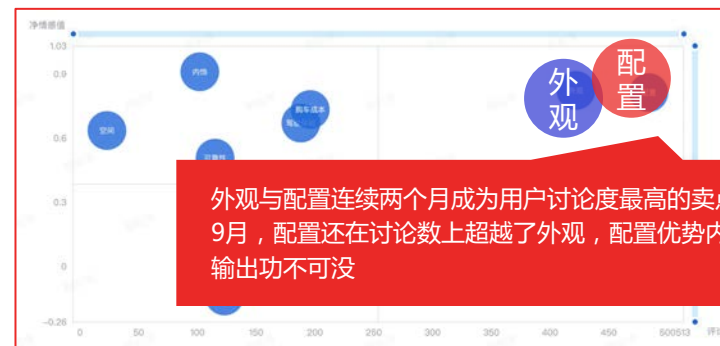 净情感值
1.03
0.9
内饰
外观
配置
购车成本
空间
0.6
可靠性
0.3
外观与配置连续两个月成为用户讨论度最高的卖点
9月，配置还在讨论数上超越了外观，配置优势内
输出功不可没
0
-0.26
0 50 100 150 200 250 300 350 400 450 500513